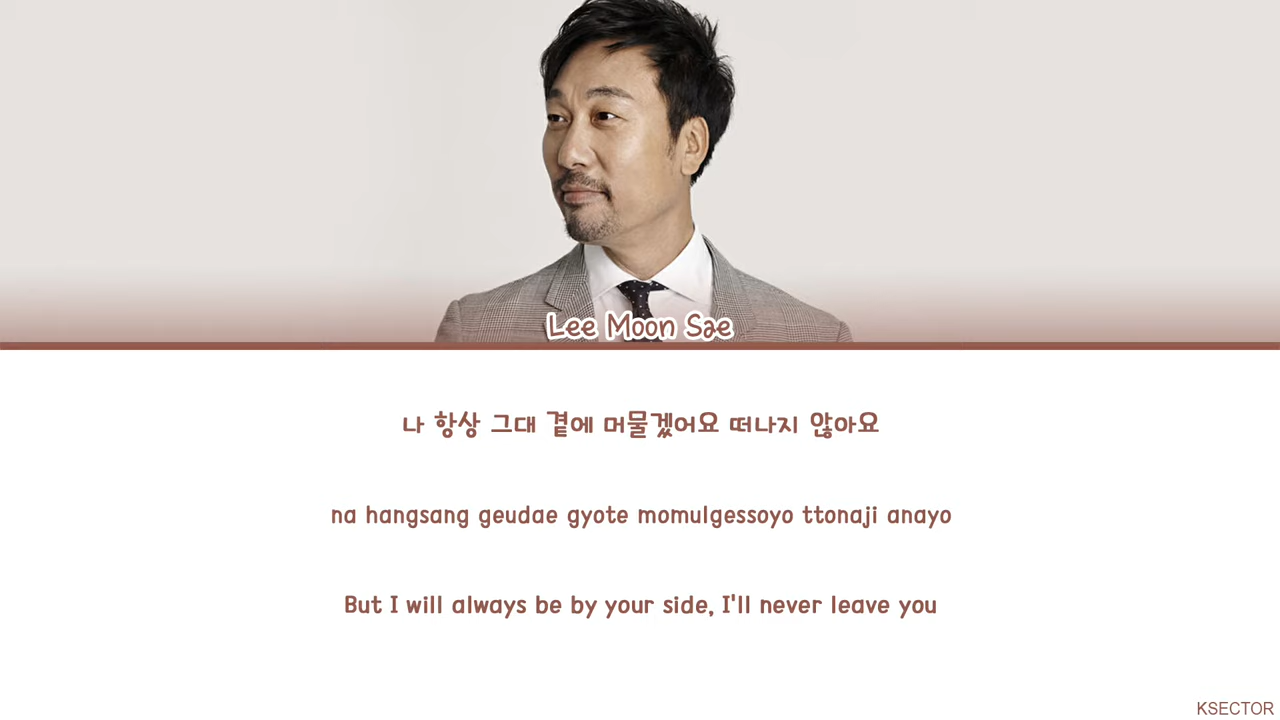 Lee Moon Sae
나 항상 그대 곁에 머물겠어요 떠나지 않아요
na hangsang geudae gyote momulgessoyo ttonaji anayo
But I will always be by your side, I'll never leave you
KSECTOR